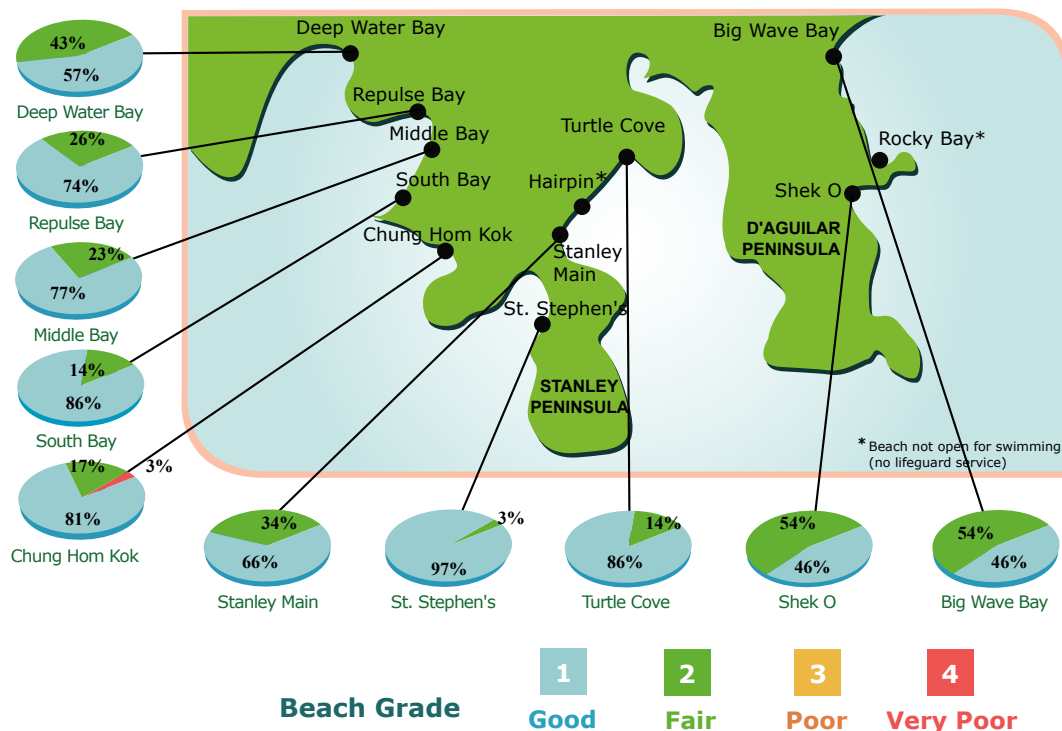 Deep Water Bay
Big Wave Bay
43%
57%
Deep Water Bay
Repulse Bay
26%
74%
Repulse Bay
Middle Bay
Turtle Cove
Rocky Bay*
South Bay
Hairpin*
Shek O
23%
77%
Middle Bay
Chung Hom Kok
Stanley
Main
D'AGUILAR
PENINSULA
St. Stephen's
14%
86%
South Bay
STANLEY
PENINSULA
* Beach not open for swimming
(no lifeguard service)
17%
3%
81%
Chung Hom Kok
34%
66%
Stanley Main
3%
97%
St. Stephen's
14%
86%
Turtle Cove
54%
46%
Shek O
54%
46%
Big Wave Bay
Beach Grade
1
Good
2
Fair
3
Poor
4
Very Poor